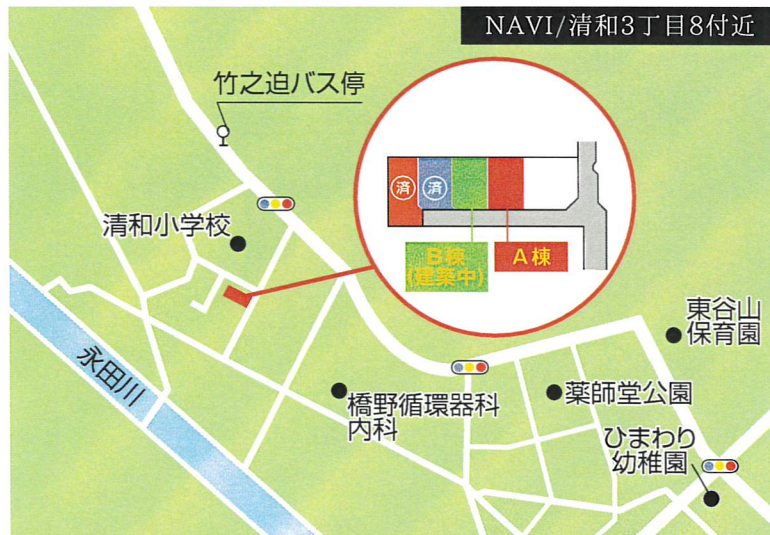 NAVI/清和3丁目8付近
竹之迫バス停
済
済
清和小学校
B棟
(建築中)
A棟
東谷山
保育園
永田川
橋野循環器科
内科
薬師堂公園
ひまわり
幼稚園